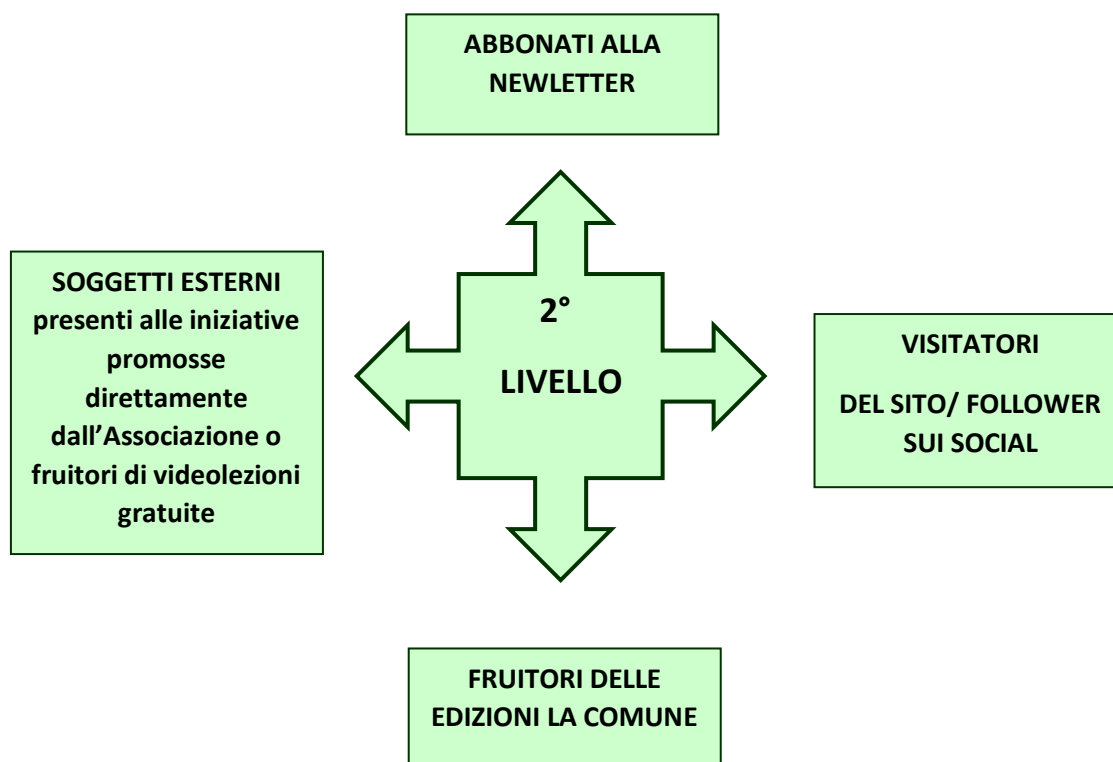 ABBONATI ALLA
NEWLETTER
SOGGETTI ESTERNI
presenti alle iniziative
promosse
direttamente
dall’Associazione o
fruitori di videolezioni
gratuite
2°
LIVELLO
VISITATORI
DEL SITO/ FOLLOWER
SUI SOCIAL
FRUITORI DELLE
EDIZIONI LA COMUNE